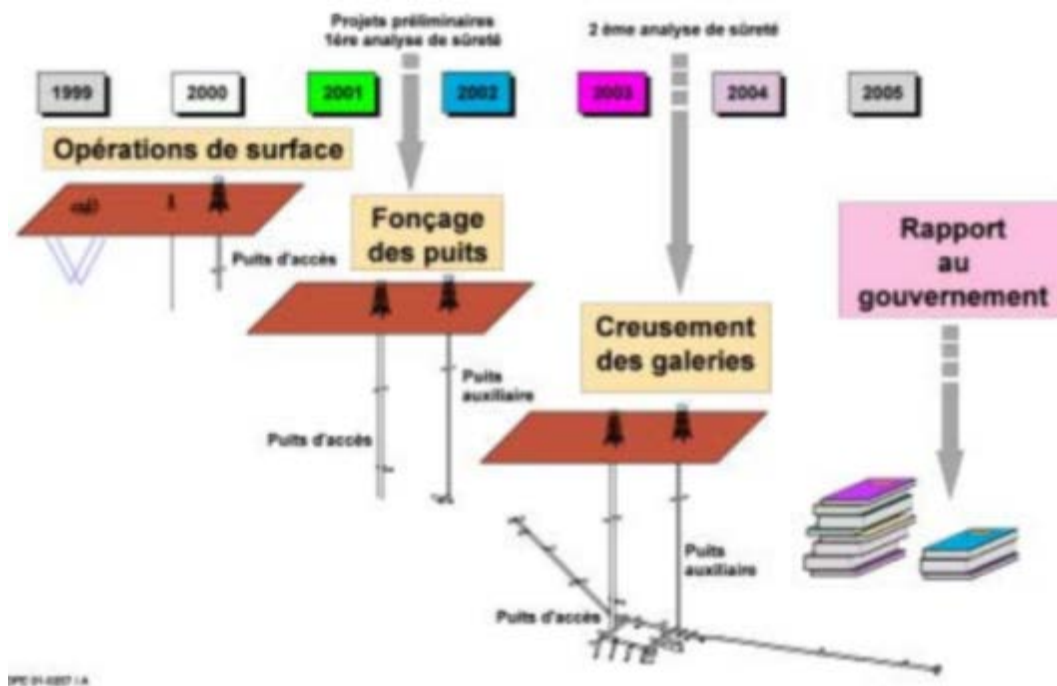 Projets préliminaires
1ère analyse de sûreté
2 ème analyse de sûreté
1999
2000
2001
2002
2003
2004
2005
Opérations de surface
Puits d'accès
Fonçage
des puits
Puits
auxiliaire
Puits d'accès
Creusement
des galeries
Puits
auxiliaire
Puits d'accès
Rapport
au
gouvernement